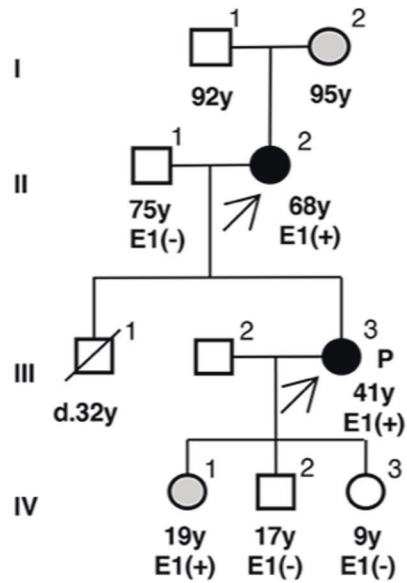 1 2
I
92y 95y
1 2
II
75y 68y
E1(-) E1(+)
1 2 3
III P
d.32y 41y
E1(+)
1 2 3
IV
19y 17y 9y
E1(+) E1(-) E1(-)